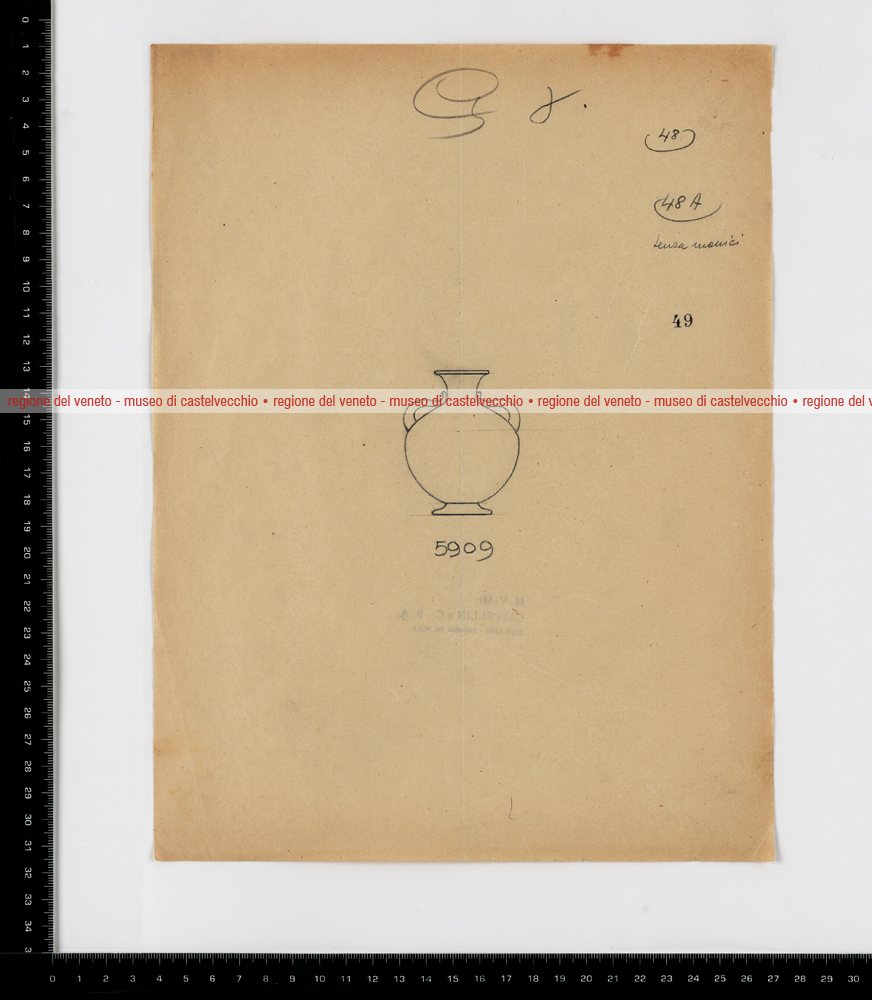 G 8.
48
48 A
senza manici
49
regione del veneto - museo di castelvecchio • regione del veneto - museo di castelvecchio • regione del veneto - museo di castelvecchio • regione del v
5909
M·V·M·
CAPPELLIN e C. - S. A.
0 1 2 3 4 5 6 7 8 9 10 11 12 13 14 15 16 17 18 19 20 21 22 23 24 25 26 27 28 29 30 31 32 33 34 3
0 1 2 3 4 5 6 7 8 9 10 11 12 13 14 15 16 17 18 19 20 21 22 23 24 25 26 27 28 29 30